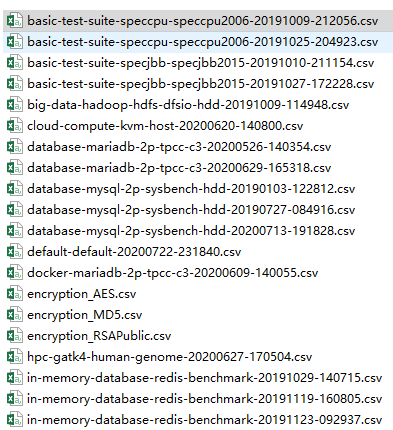 basic-test-suite-speccpu-speccpu2006-20191009-212056.csv
basic-test-suite-speccpu-speccpu2006-20191025-204923.csv
basic-test-suite-specjbb-specjbb2015-20191010-211154.csv
basic-test-suite-specjbb-specjbb2015-20191027-172228.csv
big-data-hadoop-hdfs-dfsio-hdd-20191009-114948.csv
cloud-compute-kvm-host-20200620-140800.csv
database-mariadb-2p-tpcc-c3-20200526-140354.csv
database-mariadb-2p-tpcc-c3-20200629-165318.csv
database-mysql-2p-sysbench-hdd-20190103-122812.csv
database-mysql-2p-sysbench-hdd-20190727-084916.csv
database-mysql-2p-sysbench-hdd-20200713-191828.csv
default-default-20200722-231840.csv
docker-mariadb-2p-tpcc-c3-20200609-140055.csv
encryption_AES.csv
encryption_MD5.csv
encryption_RSAPublic.csv
hpc-gatk4-human-genome-20200627-170504.csv
in-memory-database-redis-benchmark-20191029-140715.csv
in-memory-database-redis-benchmark-20191119-160805.csv
in-memory-database-redis-benchmark-20191123-092937.csv